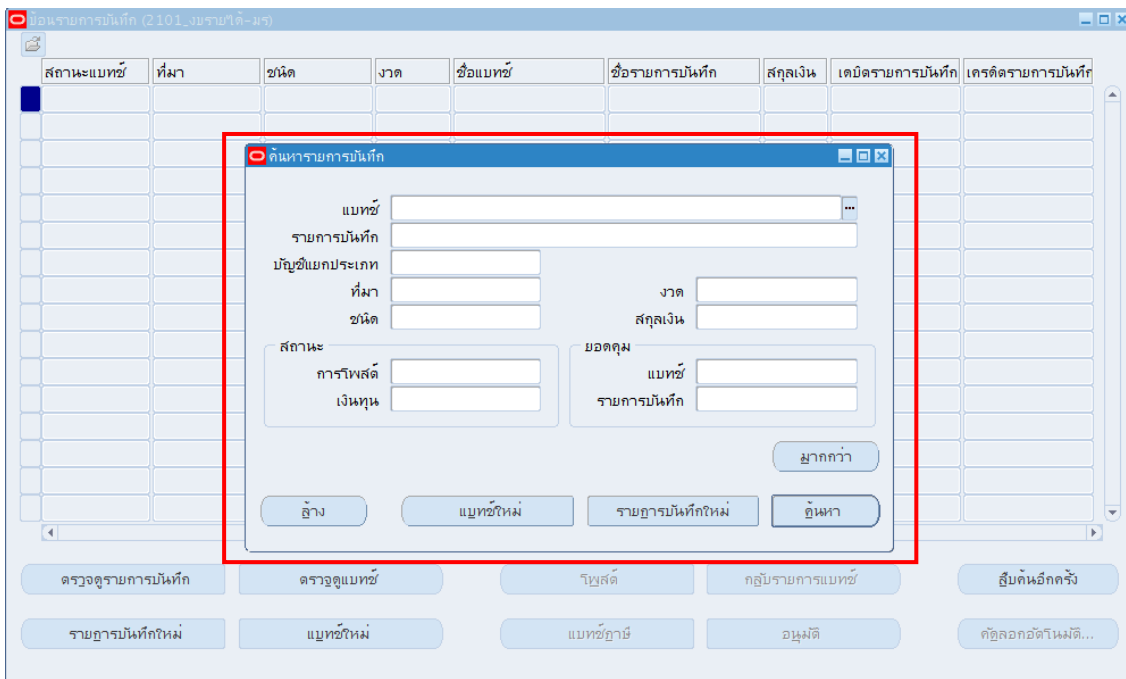 ป้อนรายการบันทึก (2101_งบรายได้-มร)
สถานะแบทช์ ที่มา ชนิด งวด ชื่อแบทช์ ชื่อรายการบันทึก สกุลเงิน เดบิตรายการบันทึก เครดิตรายการบันทึก
ค้นหารายการบันทึก
แบทช์ ...
รายการบันทึก
บัญชีแยกประเภท
ที่มา งวด
ชนิด สกุลเงิน
สถานะ ยอดคุม
การโพสต์ แบทช์
เงินทุน รายการบันทึก
มากกว่า
ล้าง แบทช์ใหม่ รายการบันทึกใหม่ ค้นหา
ตรวจดูรายการบันทึก ตรวจดูแบทช์ โพสต์ กลับรายการแบทช์ สืบค้นอีกครั้ง
รายการบันทึกใหม่ แบทช์ใหม่ แบทช์ภาษี อนุมัติ คัดลอกอัตโนมัติ...